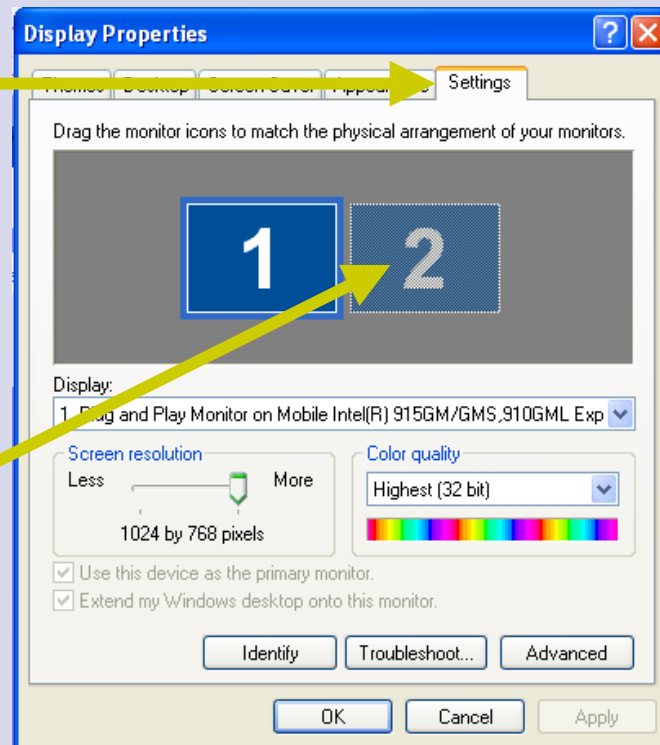 Display Properties
Settings
Drag the monitor icons to match the physical arrangement of your monitors.
1 2
Display:
and Play Monitor on Mobile Intel(R) 915GM/GMS,910GML Exp
Screen resolution
Less More
1024 by 768 pixels
Color quality
Highest (32 bit)
Use this device as the primary monitor.
Extend my Windows desktop onto this monitor.
Identify Troubleshoot... Advanced
OK Cancel Apply